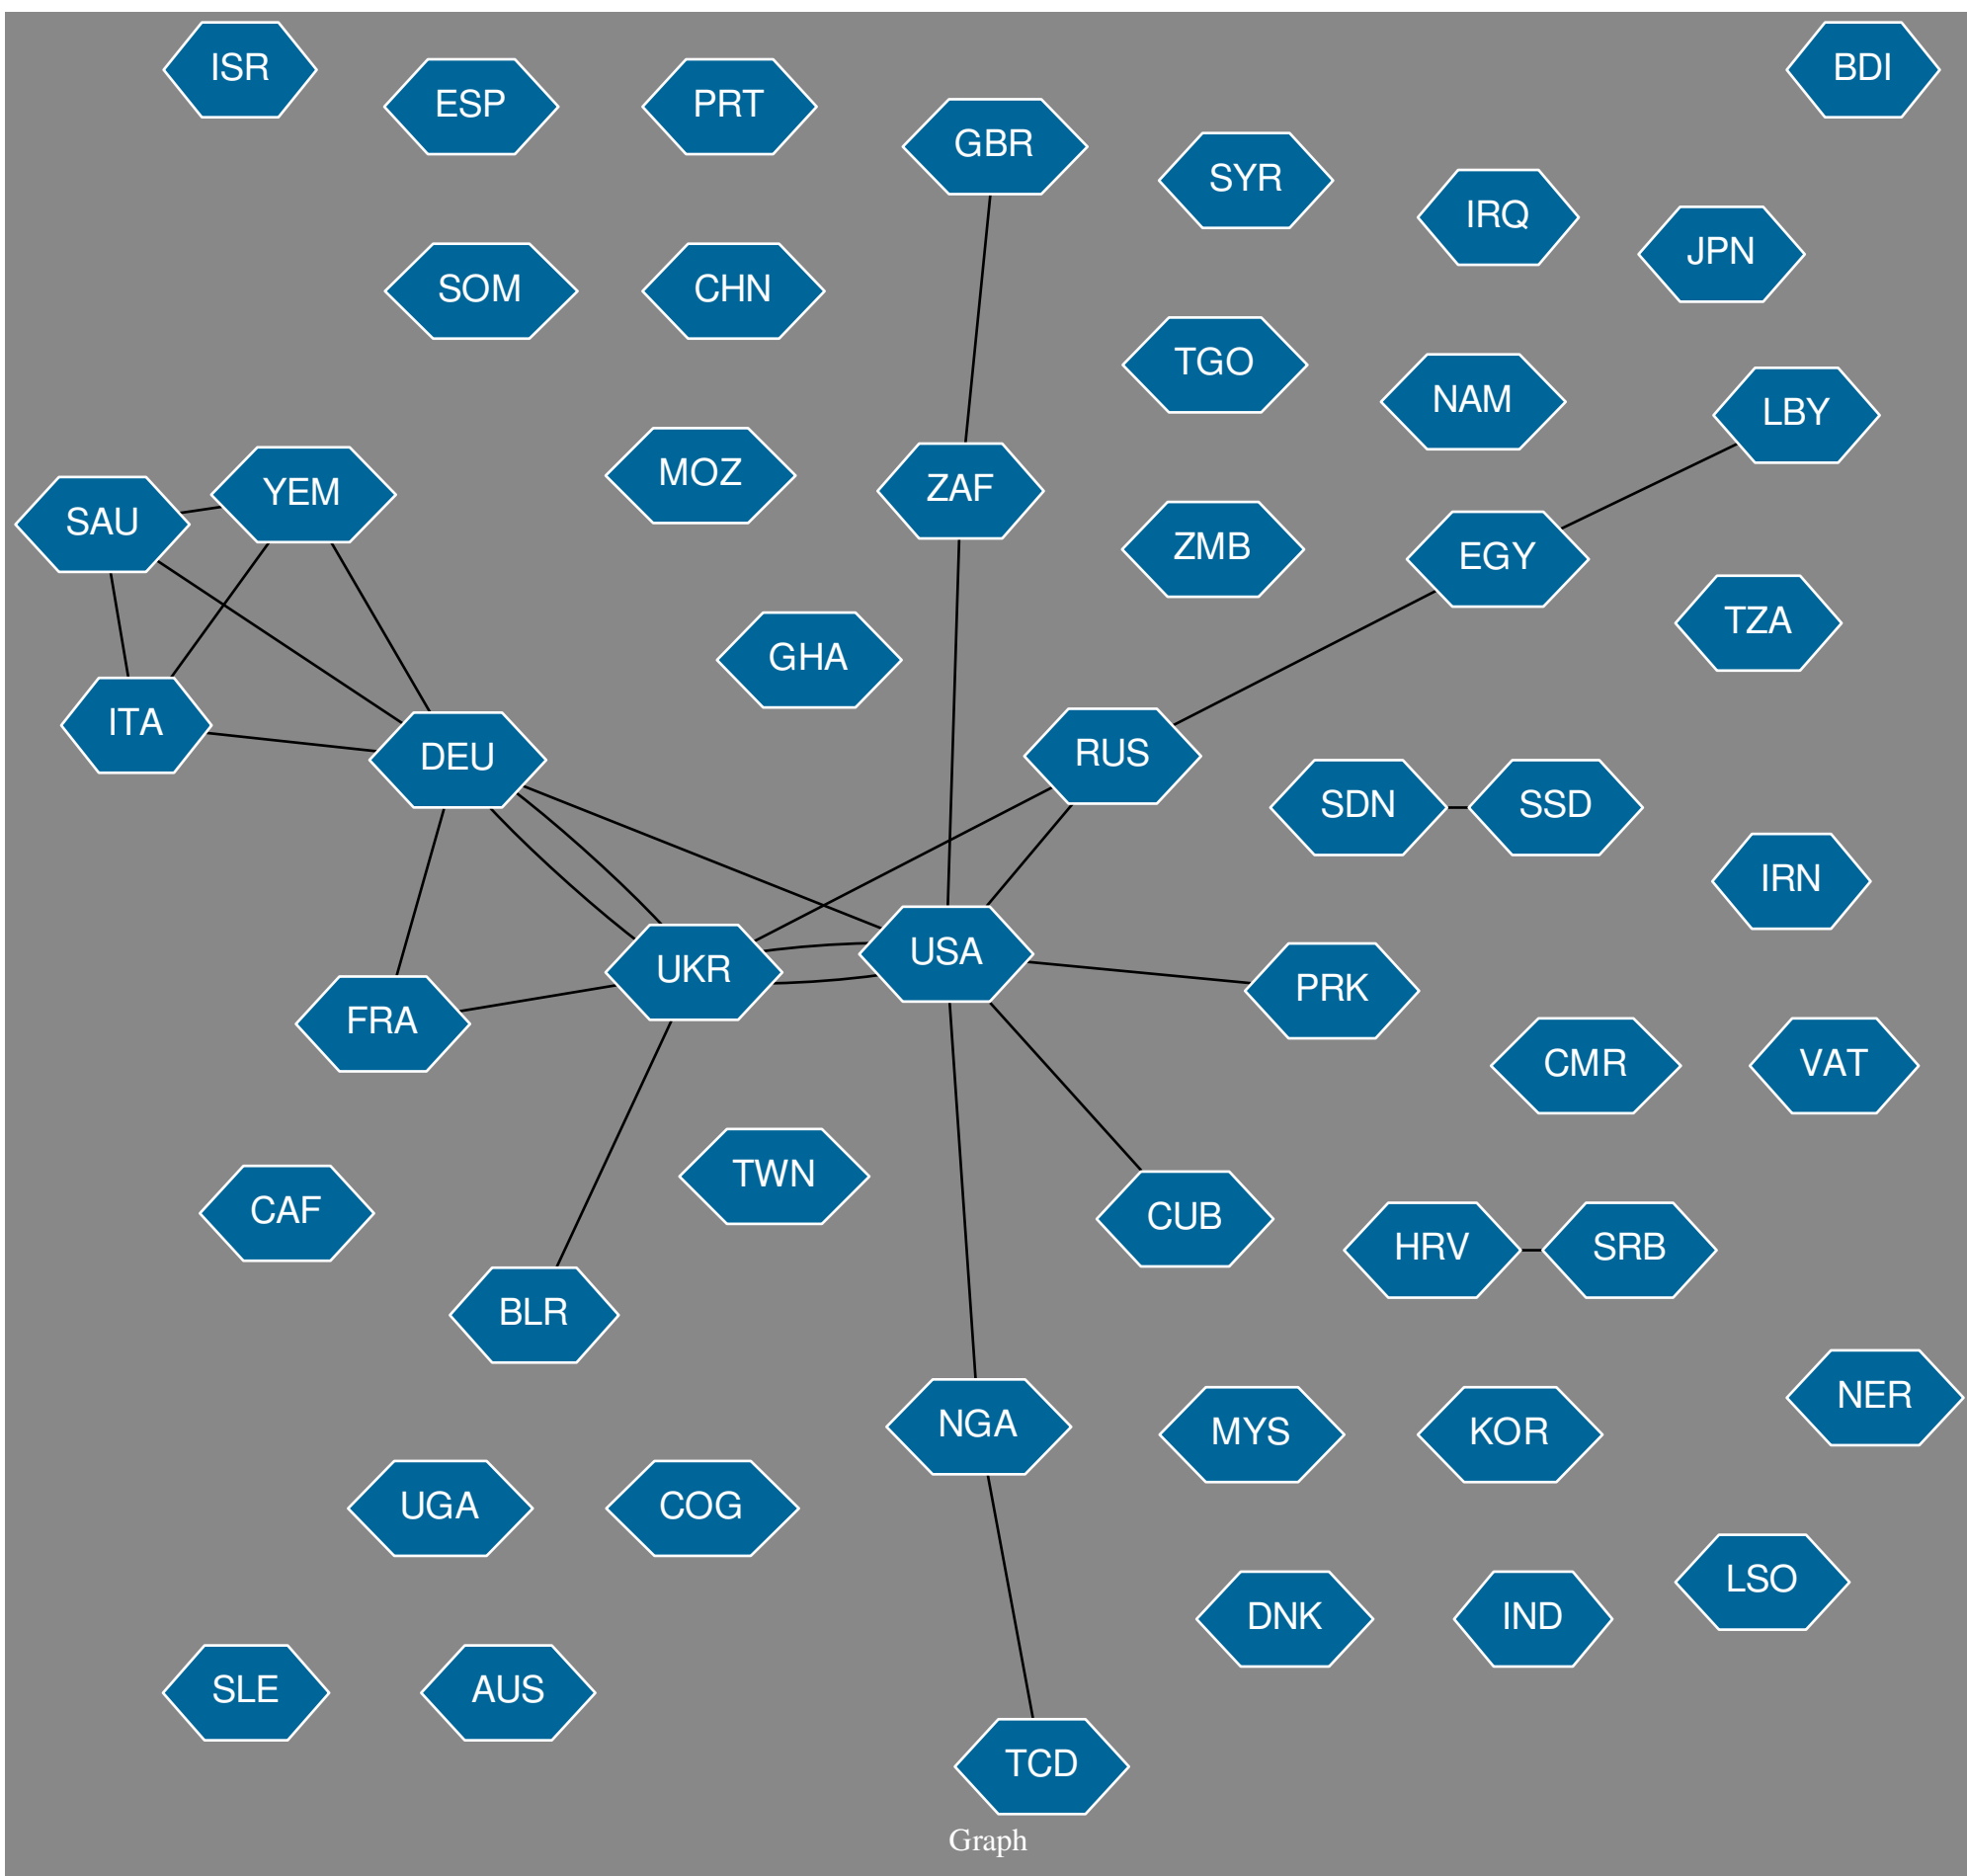 ISR
BDI
ESP
PRT
GBR
SYR
IRQ
JPN
SOM
CHN
TGO
NAM
LBY
MOZ
ZAF
YEM
SAU
ZMB
EGY
TZA
GHA
ITA
DEU
RUS
SDN
SSD
IRN
UKR
USA
PRK
FRA
CMR
VAT
TWN
CAF
CUB
HRV
SRB
BLR
NER
NGA
MYS
KOR
UGA
COG
LSO
DNK
IND
SLE
AUS
TCD
Graph